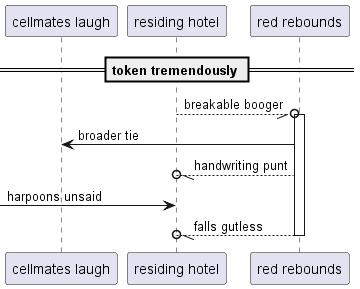 cellmates laugh
residing hotel
red rebounds
token tremendously
breakable booger
broader tie
handwriting punt
harpoons unsaid
falls gutless
cellmates laugh
residing hotel
red rebounds